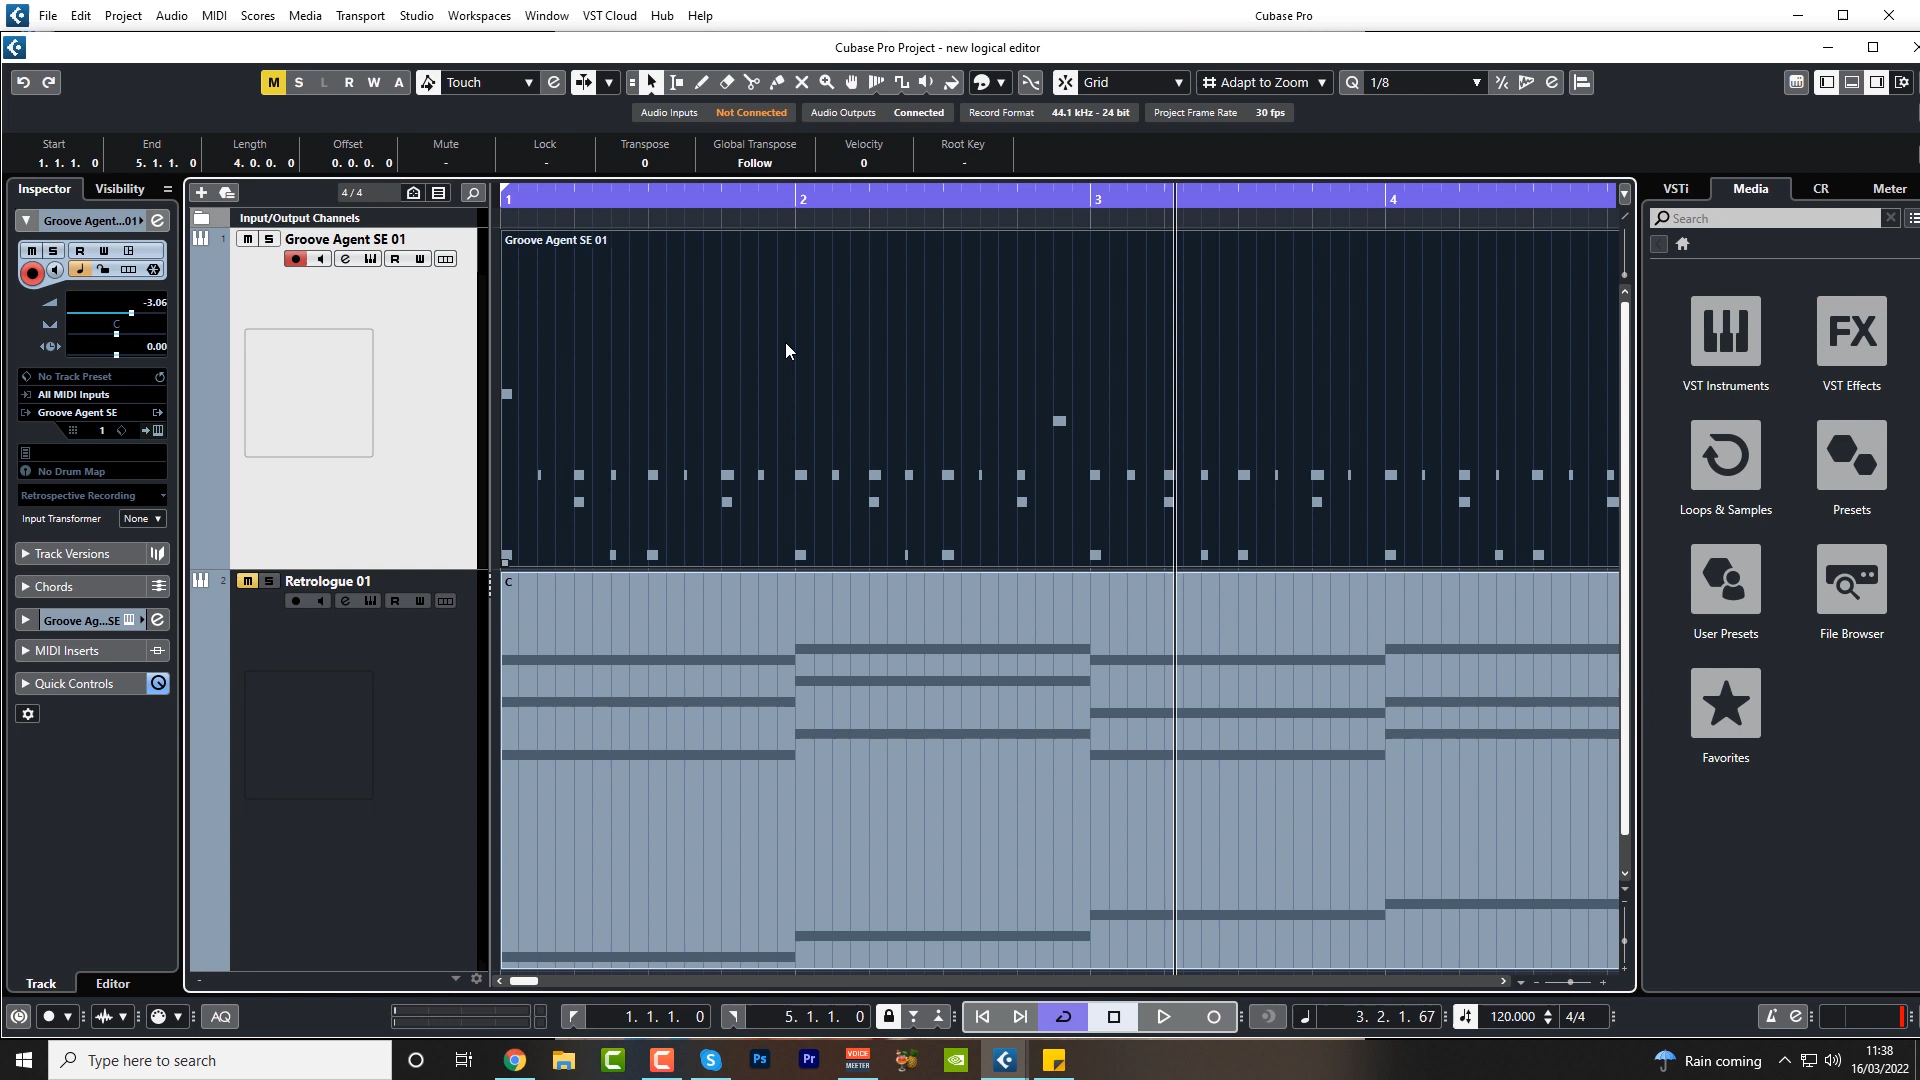 File Edit Project Audio MIDI Scores Media Transport Studio Workspaces Window VST Cloud Hub Help Cubase Pro
Cubase Pro Project - new logical editor
M S L R W A Touch Grid Adapt to Zoom Q 1/8
Audio Inputs Not Connected Audio Outputs Connected Record Format 44.1 kHz - 24 bit Project Frame Rate 30 fps
Start End Length Offset Mute Lock Transpose Global Transpose Velocity Root Key
1. 1. 1. 0 5. 1. 1. 0 4. 0. 0. 0 0. 0. 0. 0 - - 0 Follow 0 -
Inspector Visibility 4/4 1 2 3 4 VSTi Media CR Meter
Groove Agent...01 Input/Output Channels Search
1 M S Groove Agent SE 01 Groove Agent SE 01
M S R W
R W
-3.06
C
0.00
No Track Preset
All MIDI Inputs
Groove Agent SE
1
No Drum Map
Retrospective Recording
Input Transformer None
Track Versions
Chords
Groove Ag...SE
MIDI Inserts
Quick Controls
2 M S Retrologue 01 C
R W
FX
VST Instruments VST Effects
Loops & Samples Presets
User Presets File Browser
Favorites
Track Editor
AQ 1. 1. 1. 0 5. 1. 1. 0 3. 2. 1. 67 120.000 4/4
Type here to search Ps Pr VOICE MEETER Rain coming 11:38
16/03/2022